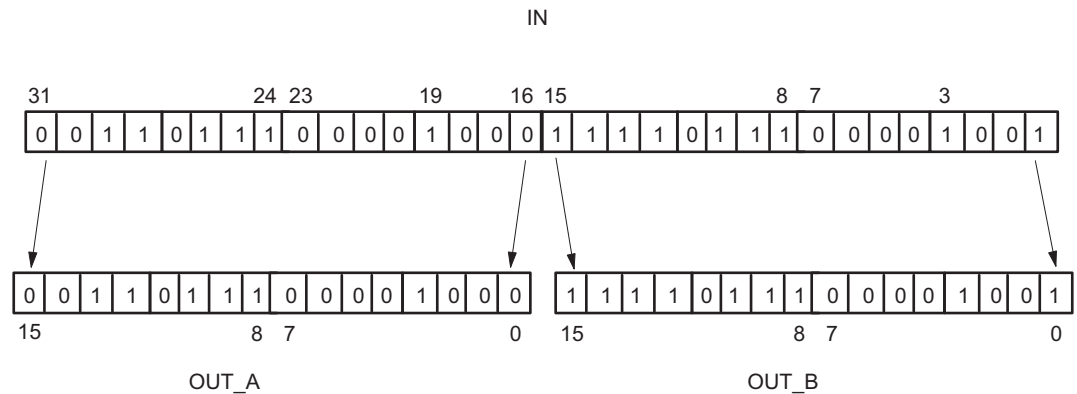 IN
31 24 23 19 16 15 8 7 3
0 0 1 1 0 1 1 1 0 0 0 0 1 0 0 0 1 1 1 1 0 1 1 1 0 0 0 0 1 0 0 1
0 0 1 1 0 1 1 1 0 0 0 0 1 0 0 0 1 1 1 1 0 1 1 1 0 0 0 0 1 0 0 1
15 8 7 0 15 8 7 0
OUT_A OUT_B